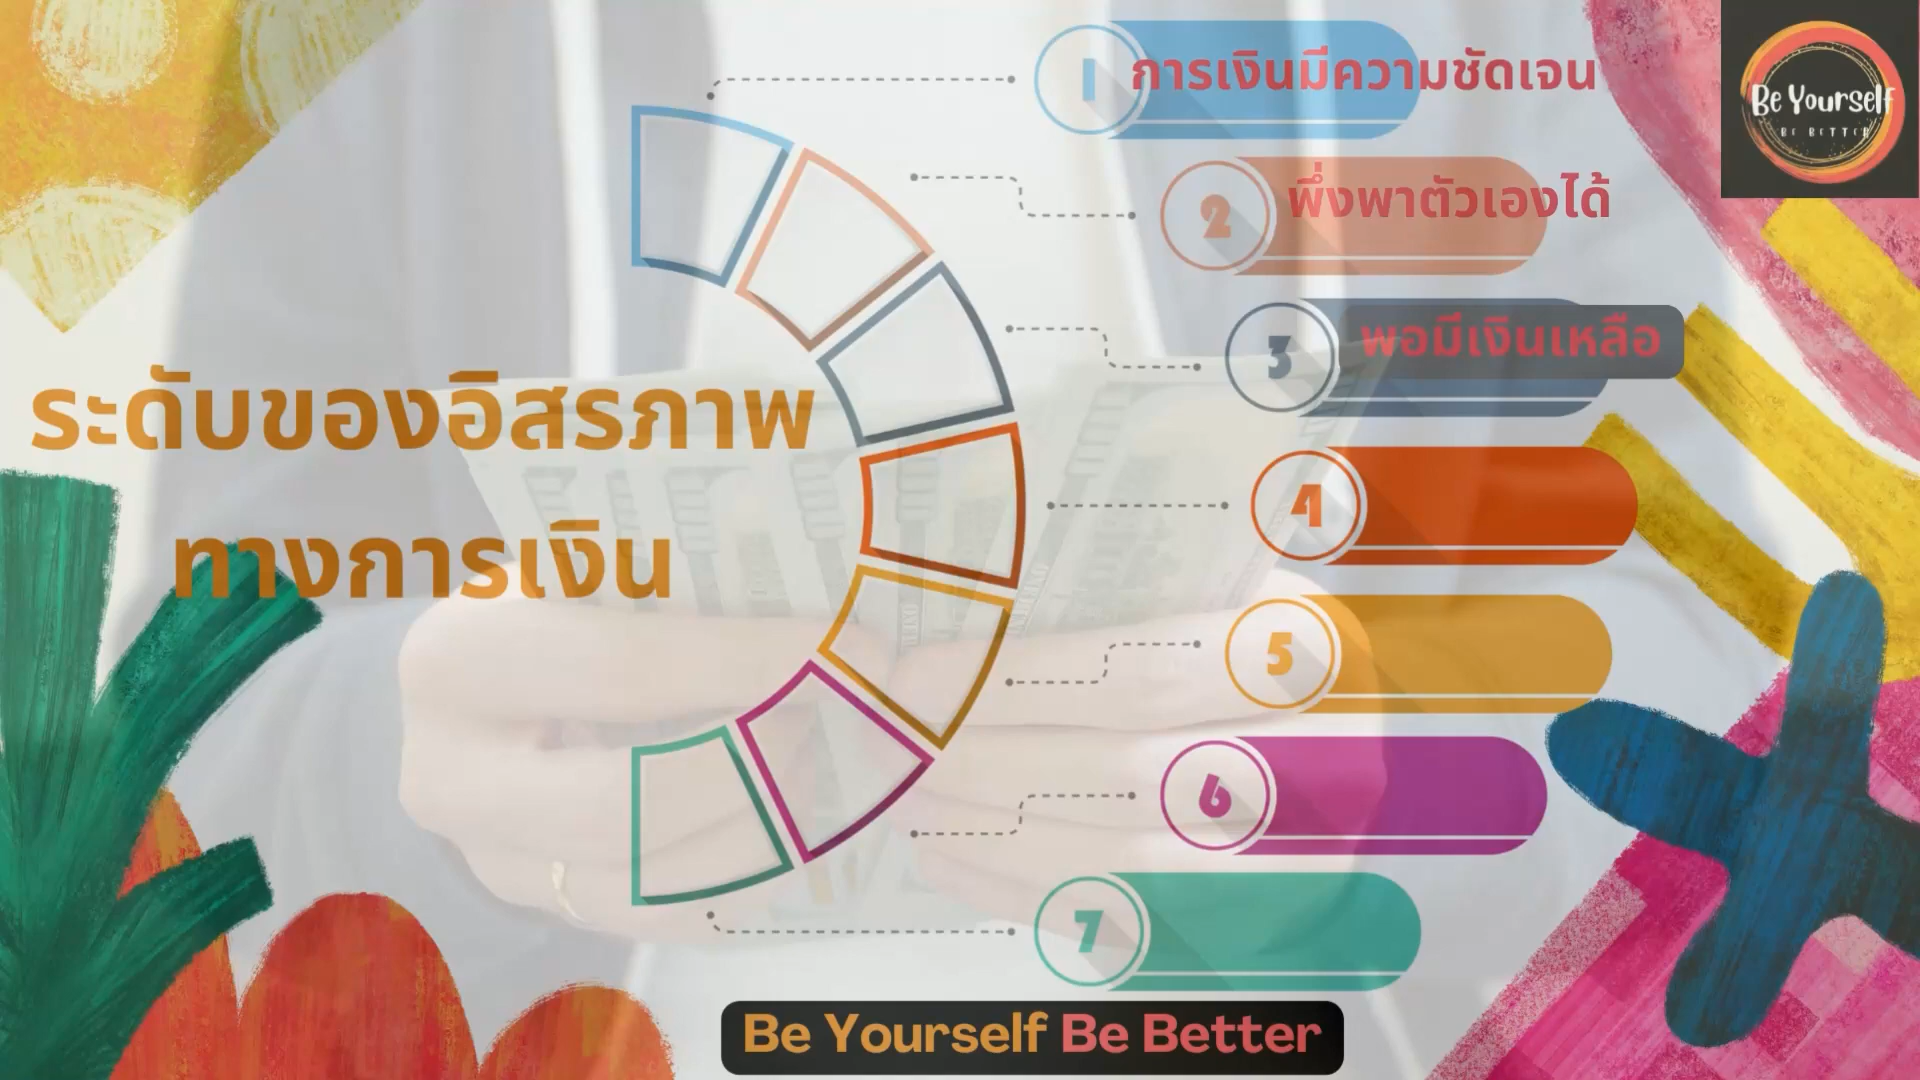 1 การเงินมีความชัดเจน
Be Yourself
BE BETTER
2 พึ่งพาตัวเองได้
3 พอมีเงินเหลือ
ระดับของอิสรภาพ
ทางการเงิน
4
5
6
7
Be Yourself Be Better